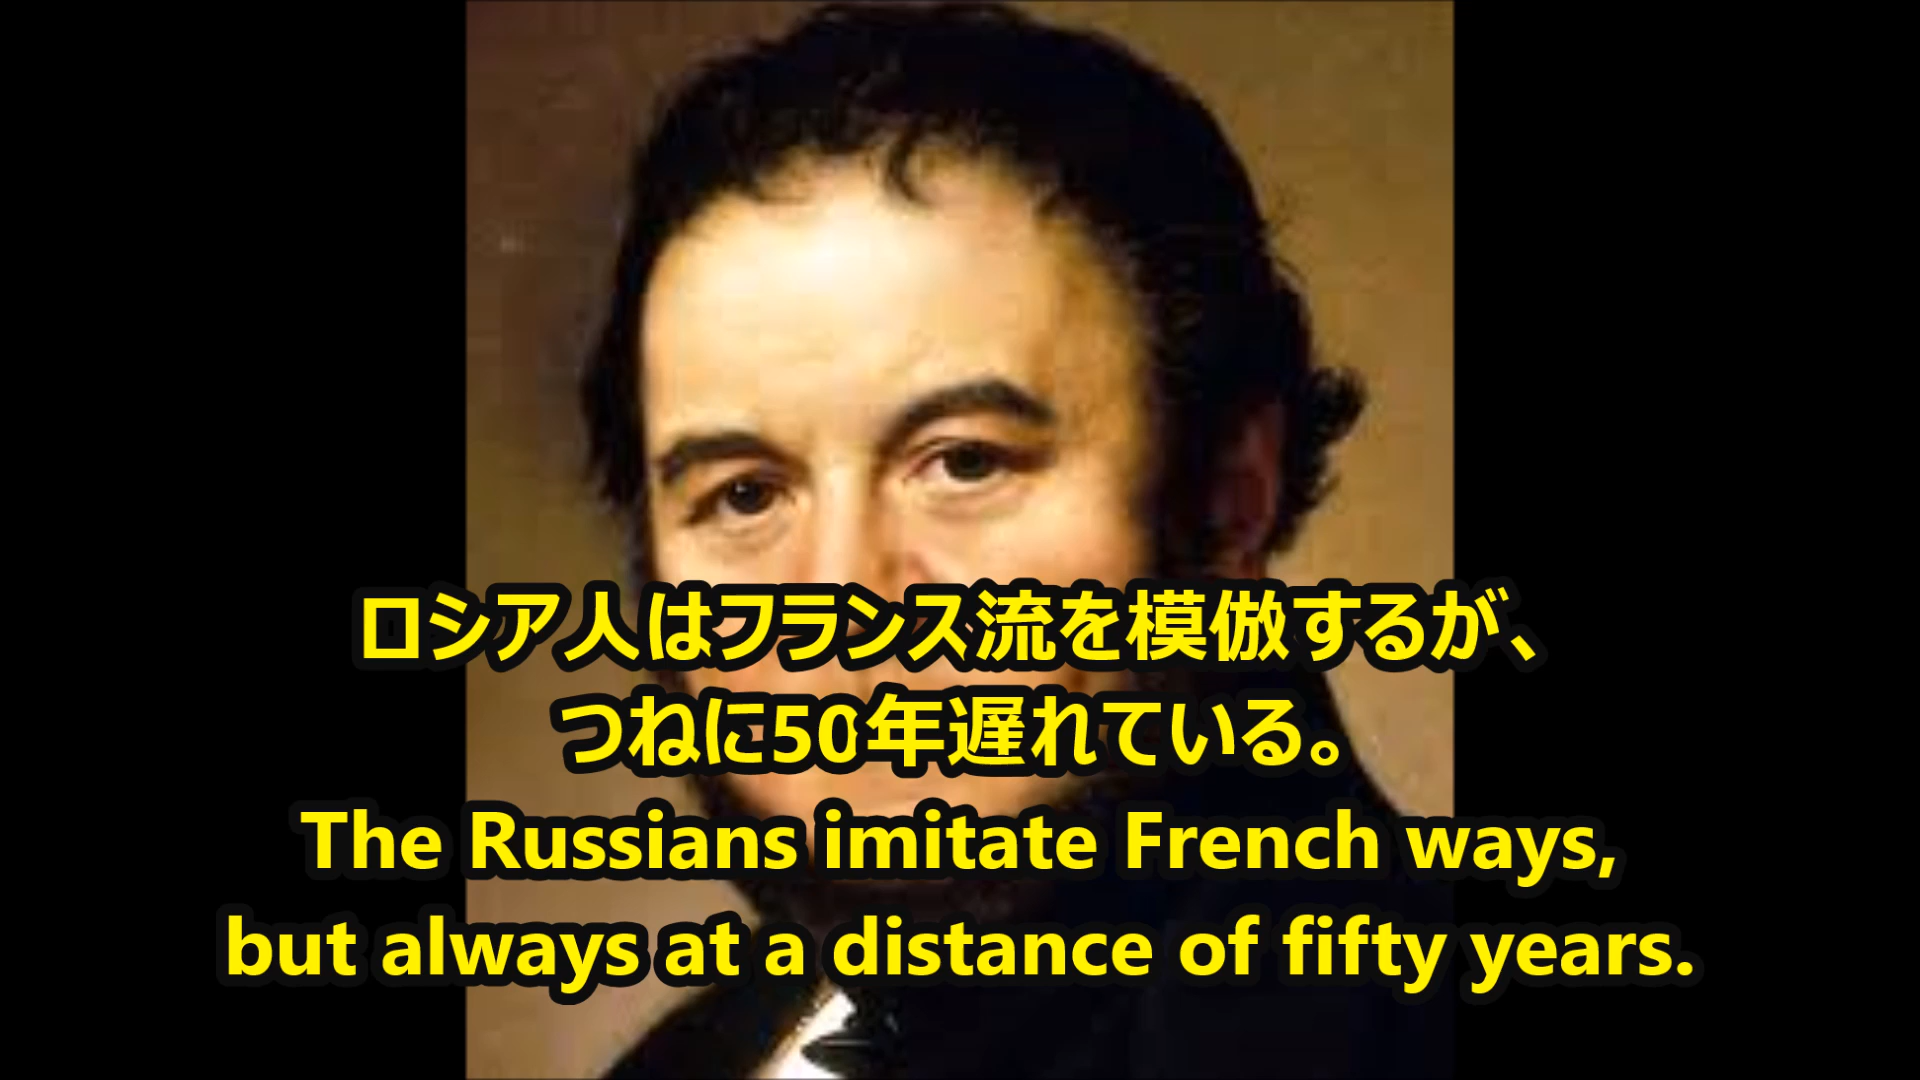 ロシア人はフランス流を模倣するが、
つねに50年遅れている。
The Russians imitate French ways,
but always at a distance of fifty years.